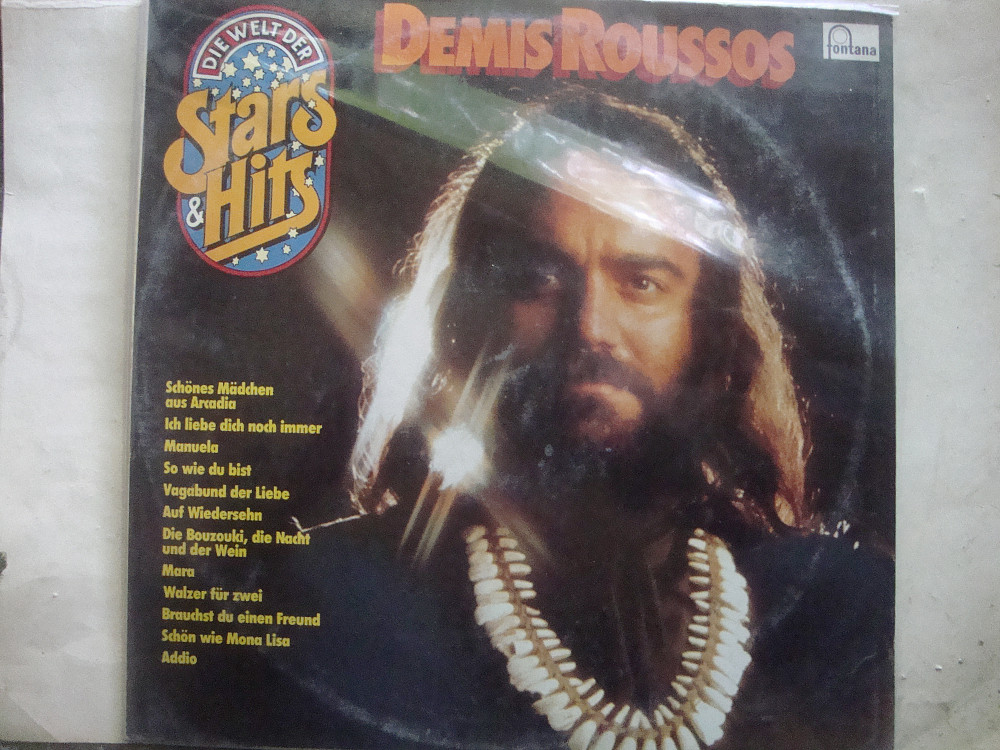 DIE WELT DER
Stars
& Hits
DEMIS ROUSSOS
fontana
Schönes Mädchen
aus Arcadia
Ich liebe dich noch immer
Manuela
So wie du bist
Vagabund der Liebe
Auf Wiedersehn
Die Bouzouki, die Nacht
und der Wein
Mara
Walzer für zwei
Brauchst du einen Freund
Schön wie Mona Lisa
Addio